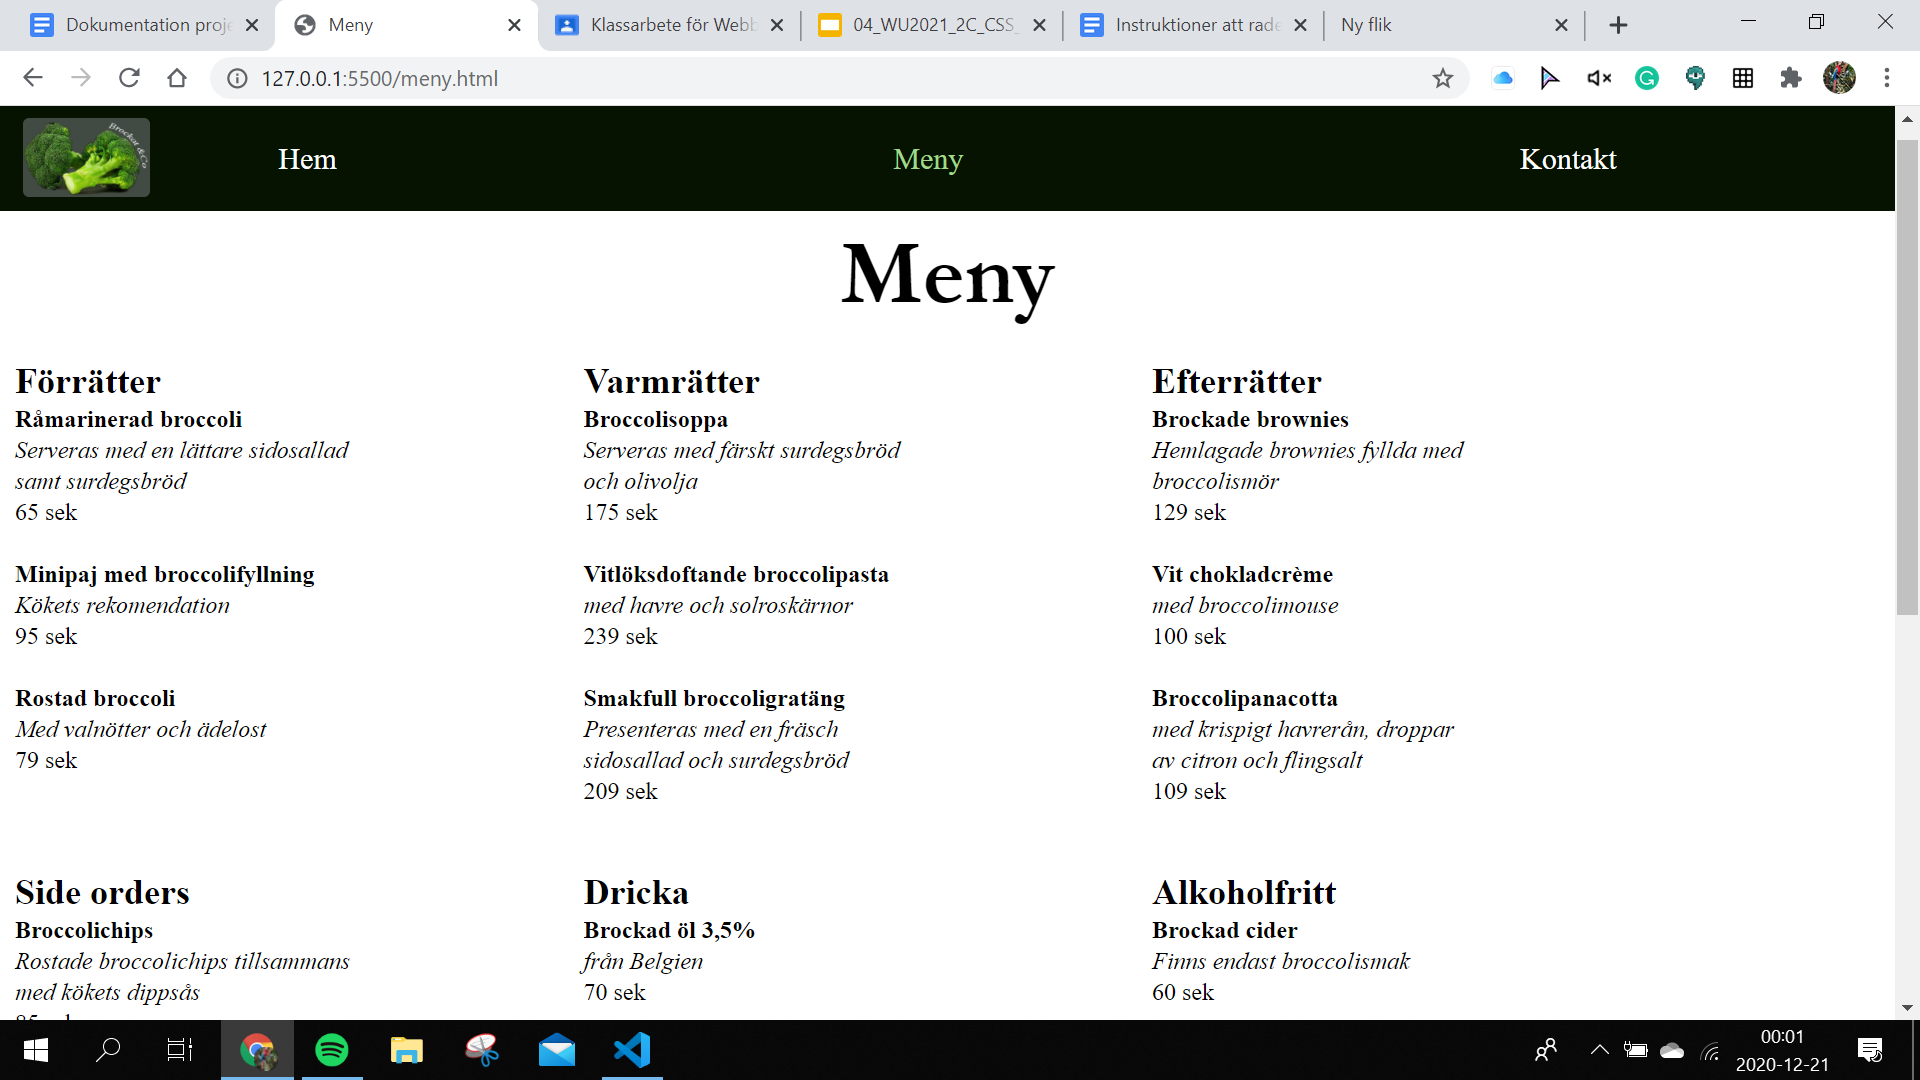 Dokumentation proje
Meny
Klassarbete för Webb
04_WU2021_2C_CSS_
Instruktioner att rade
Ny flik
127.0.0.1:5500/meny.html
Brockat & Co
Hem
Meny
Kontakt
Meny
Förrätter
Råmarinerad broccoli
Serveras med en lättare sidosallad
samt surdegsbröd
65 sek
Minipaj med broccolifyllning
Kökets rekomendation
95 sek
Rostad broccoli
Med valnötter och ädelost
79 sek
Varmrätter
Broccolisoppa
Serveras med färskt surdegsbröd
och olivolja
175 sek
Vitlöksdoftande broccolipasta
med havre och solroskärnor
239 sek
Smakfull broccoligratäng
Presenteras med en fräsch
sidosallad och surdegsbröd
209 sek
Efterrätter
Brockade brownies
Hemlagade brownies fyllda med
broccolismör
129 sek
Vit chokladcrème
med broccolimouse
100 sek
Broccolipanacotta
med krispigt havrerån, droppar
av citron och flingsalt
109 sek
Side orders
Broccolichips
Rostade broccolichips tillsammans
med kökets dippsås
85 sek
Dricka
Brockad öl 3,5%
från Belgien
70 sek
Alkoholfritt
Brockad cider
Finns endast broccolismak
60 sek
00:01
2020-12-21